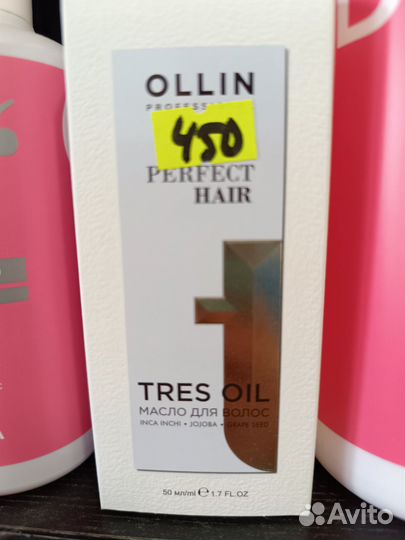 OLLIN
450
PERFECT
HAIR
TRES OIL
МАСЛО ДЛЯ ВОЛОС
INCA INCHI • JOJOBA • GRAPE SEED
50 мл/ml ℮ 1.7 FL.OZ
Avito